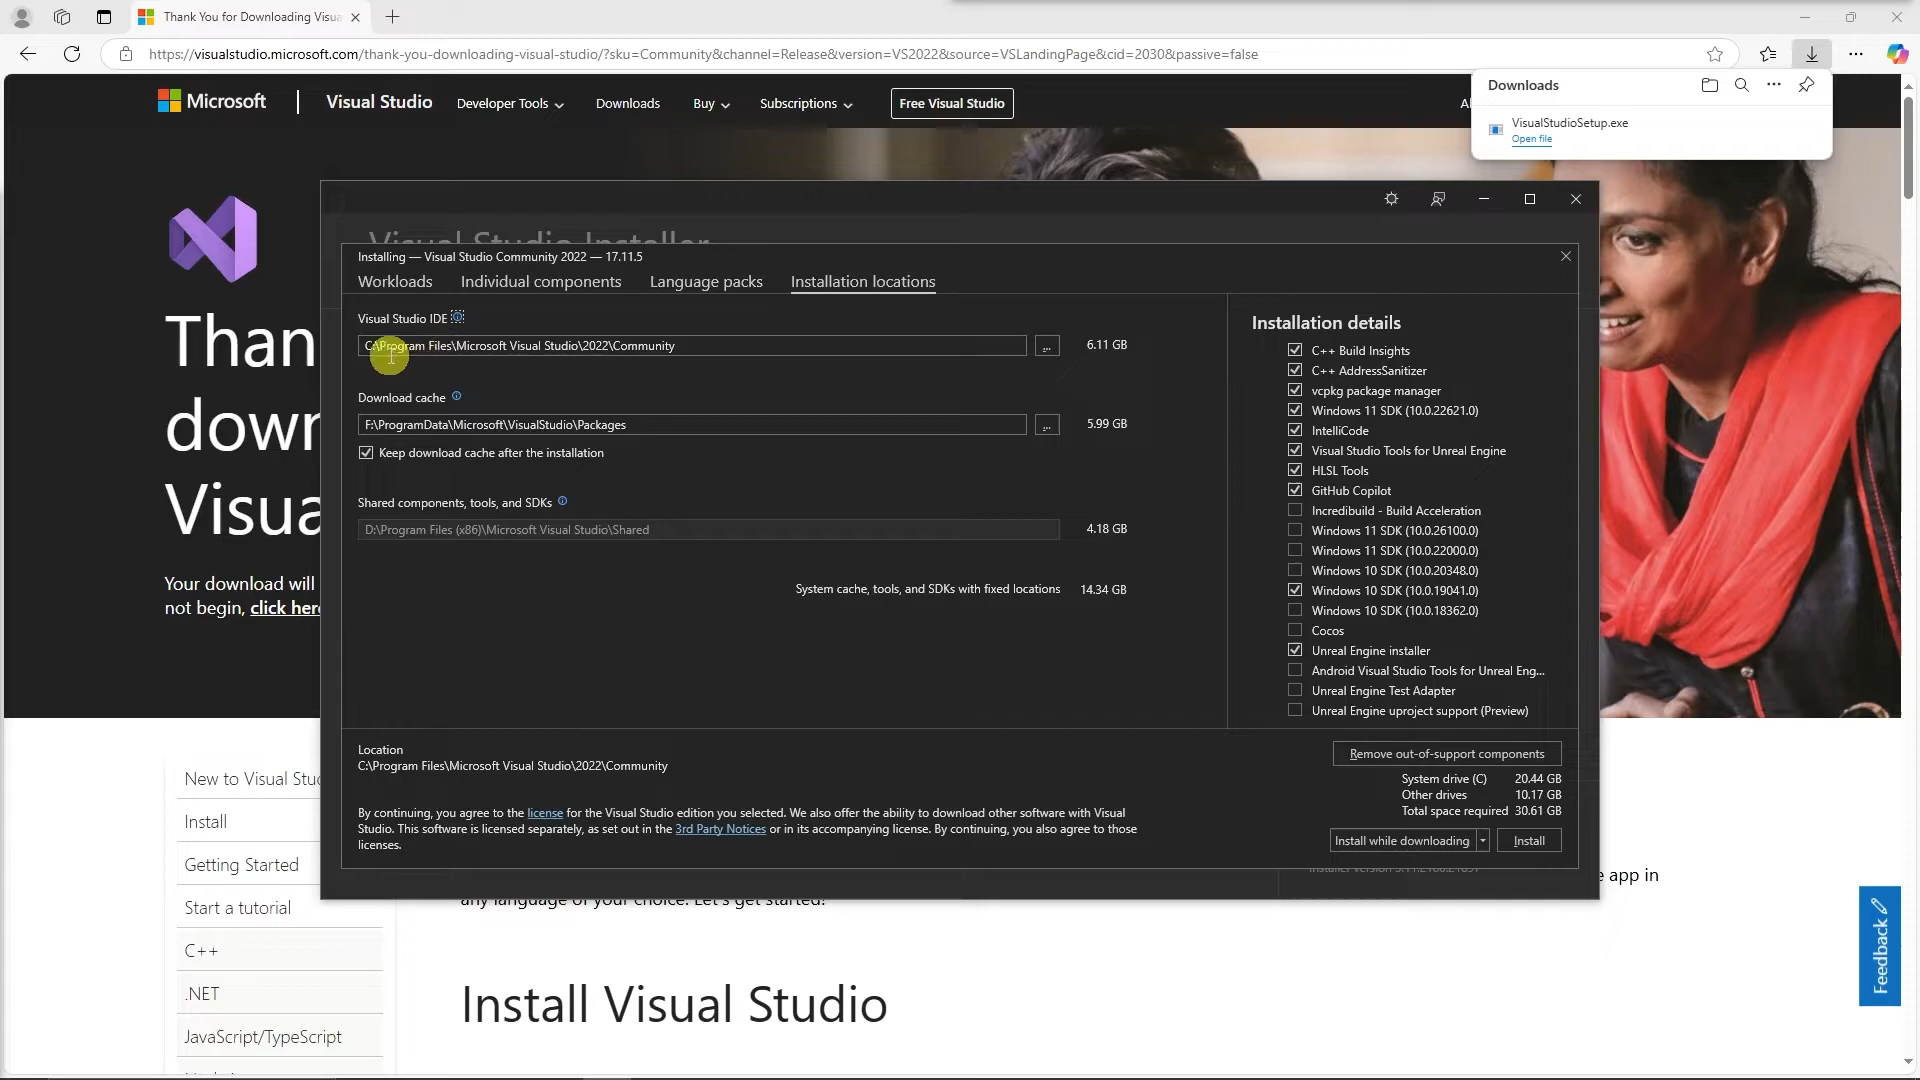 Thank You for Downloading Visua
https://visualstudio.microsoft.com/thank-you-downloading-visual-studio/?sku=Community&channel=Release&version=VS2022&source=VSLandingPage&cid=2030&passive=false
Microsoft
Visual Studio
Developer Tools
Downloads
Buy
Subscriptions
Free Visual Studio
Downloads
VisualStudioSetup.exe
Open file
Visual Studio Installer
Installing — Visual Studio Community 2022 — 17.11.5
Workloads
Individual components
Language packs
Installation locations
Visual Studio IDE
C:\Program Files\Microsoft Visual Studio\2022\Community
...
6.11 GB
Download cache
F:\ProgramData\Microsoft\VisualStudio\Packages
...
5.99 GB
Keep download cache after the installation
Shared components, tools, and SDKs
D:\Program Files (x86)\Microsoft Visual Studio\Shared
4.18 GB
System cache, tools, and SDKs with fixed locations
14.34 GB
Installation details
C++ Build Insights
C++ AddressSanitizer
vcpkg package manager
Windows 11 SDK (10.0.22621.0)
IntelliCode
Visual Studio Tools for Unreal Engine
HLSL Tools
GitHub Copilot
Incredibuild - Build Acceleration
Windows 11 SDK (10.0.26100.0)
Windows 11 SDK (10.0.22000.0)
Windows 10 SDK (10.0.20348.0)
Windows 10 SDK (10.0.19041.0)
Windows 10 SDK (10.0.18362.0)
Cocos
Unreal Engine installer
Android Visual Studio Tools for Unreal Eng...
Unreal Engine Test Adapter
Unreal Engine uproject support (Preview)
Location
C:\Program Files\Microsoft Visual Studio\2022\Community
By continuing, you agree to the license for the Visual Studio edition you selected. We also offer the ability to download other software with Visual
Studio. This software is licensed separately, as set out in the 3rd Party Notices or in its accompanying license. By continuing, you also agree to those
licenses.
Remove out-of-support components
System drive (C) 20.44 GB
Other drives 10.17 GB
Total space required 30.61 GB
Install while downloading
Install
Than
down
Visua
Your download will
not begin, click here
New to Visual Stud
Install
Getting Started
Start a tutorial
C++
.NET
JavaScript/TypeScript
e app in
any language of your choice. Let's get started!
Install Visual Studio
Feedback